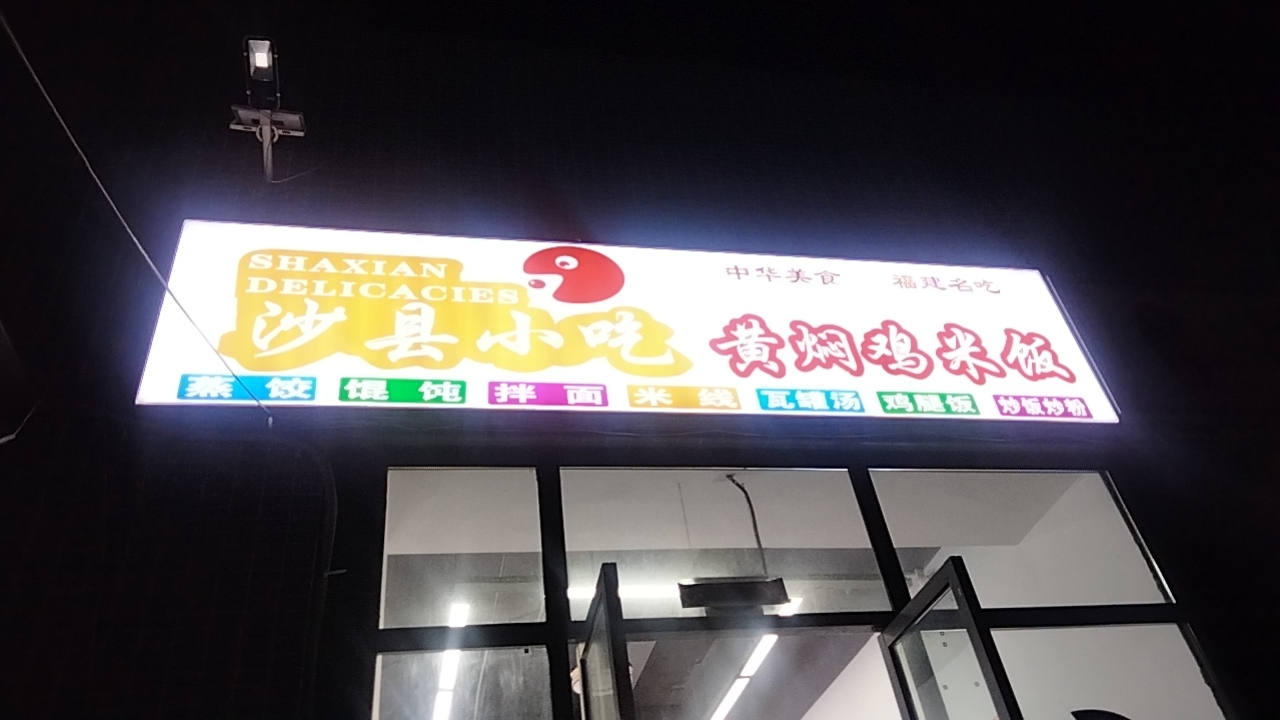 SHAXIAN
DELICACIES
沙县小吃
中华美食 福建名吃
黄焖鸡米饭
蒸饺 馄饨 拌面 米线 瓦罐汤 鸡腿饭 炒饭炒粉